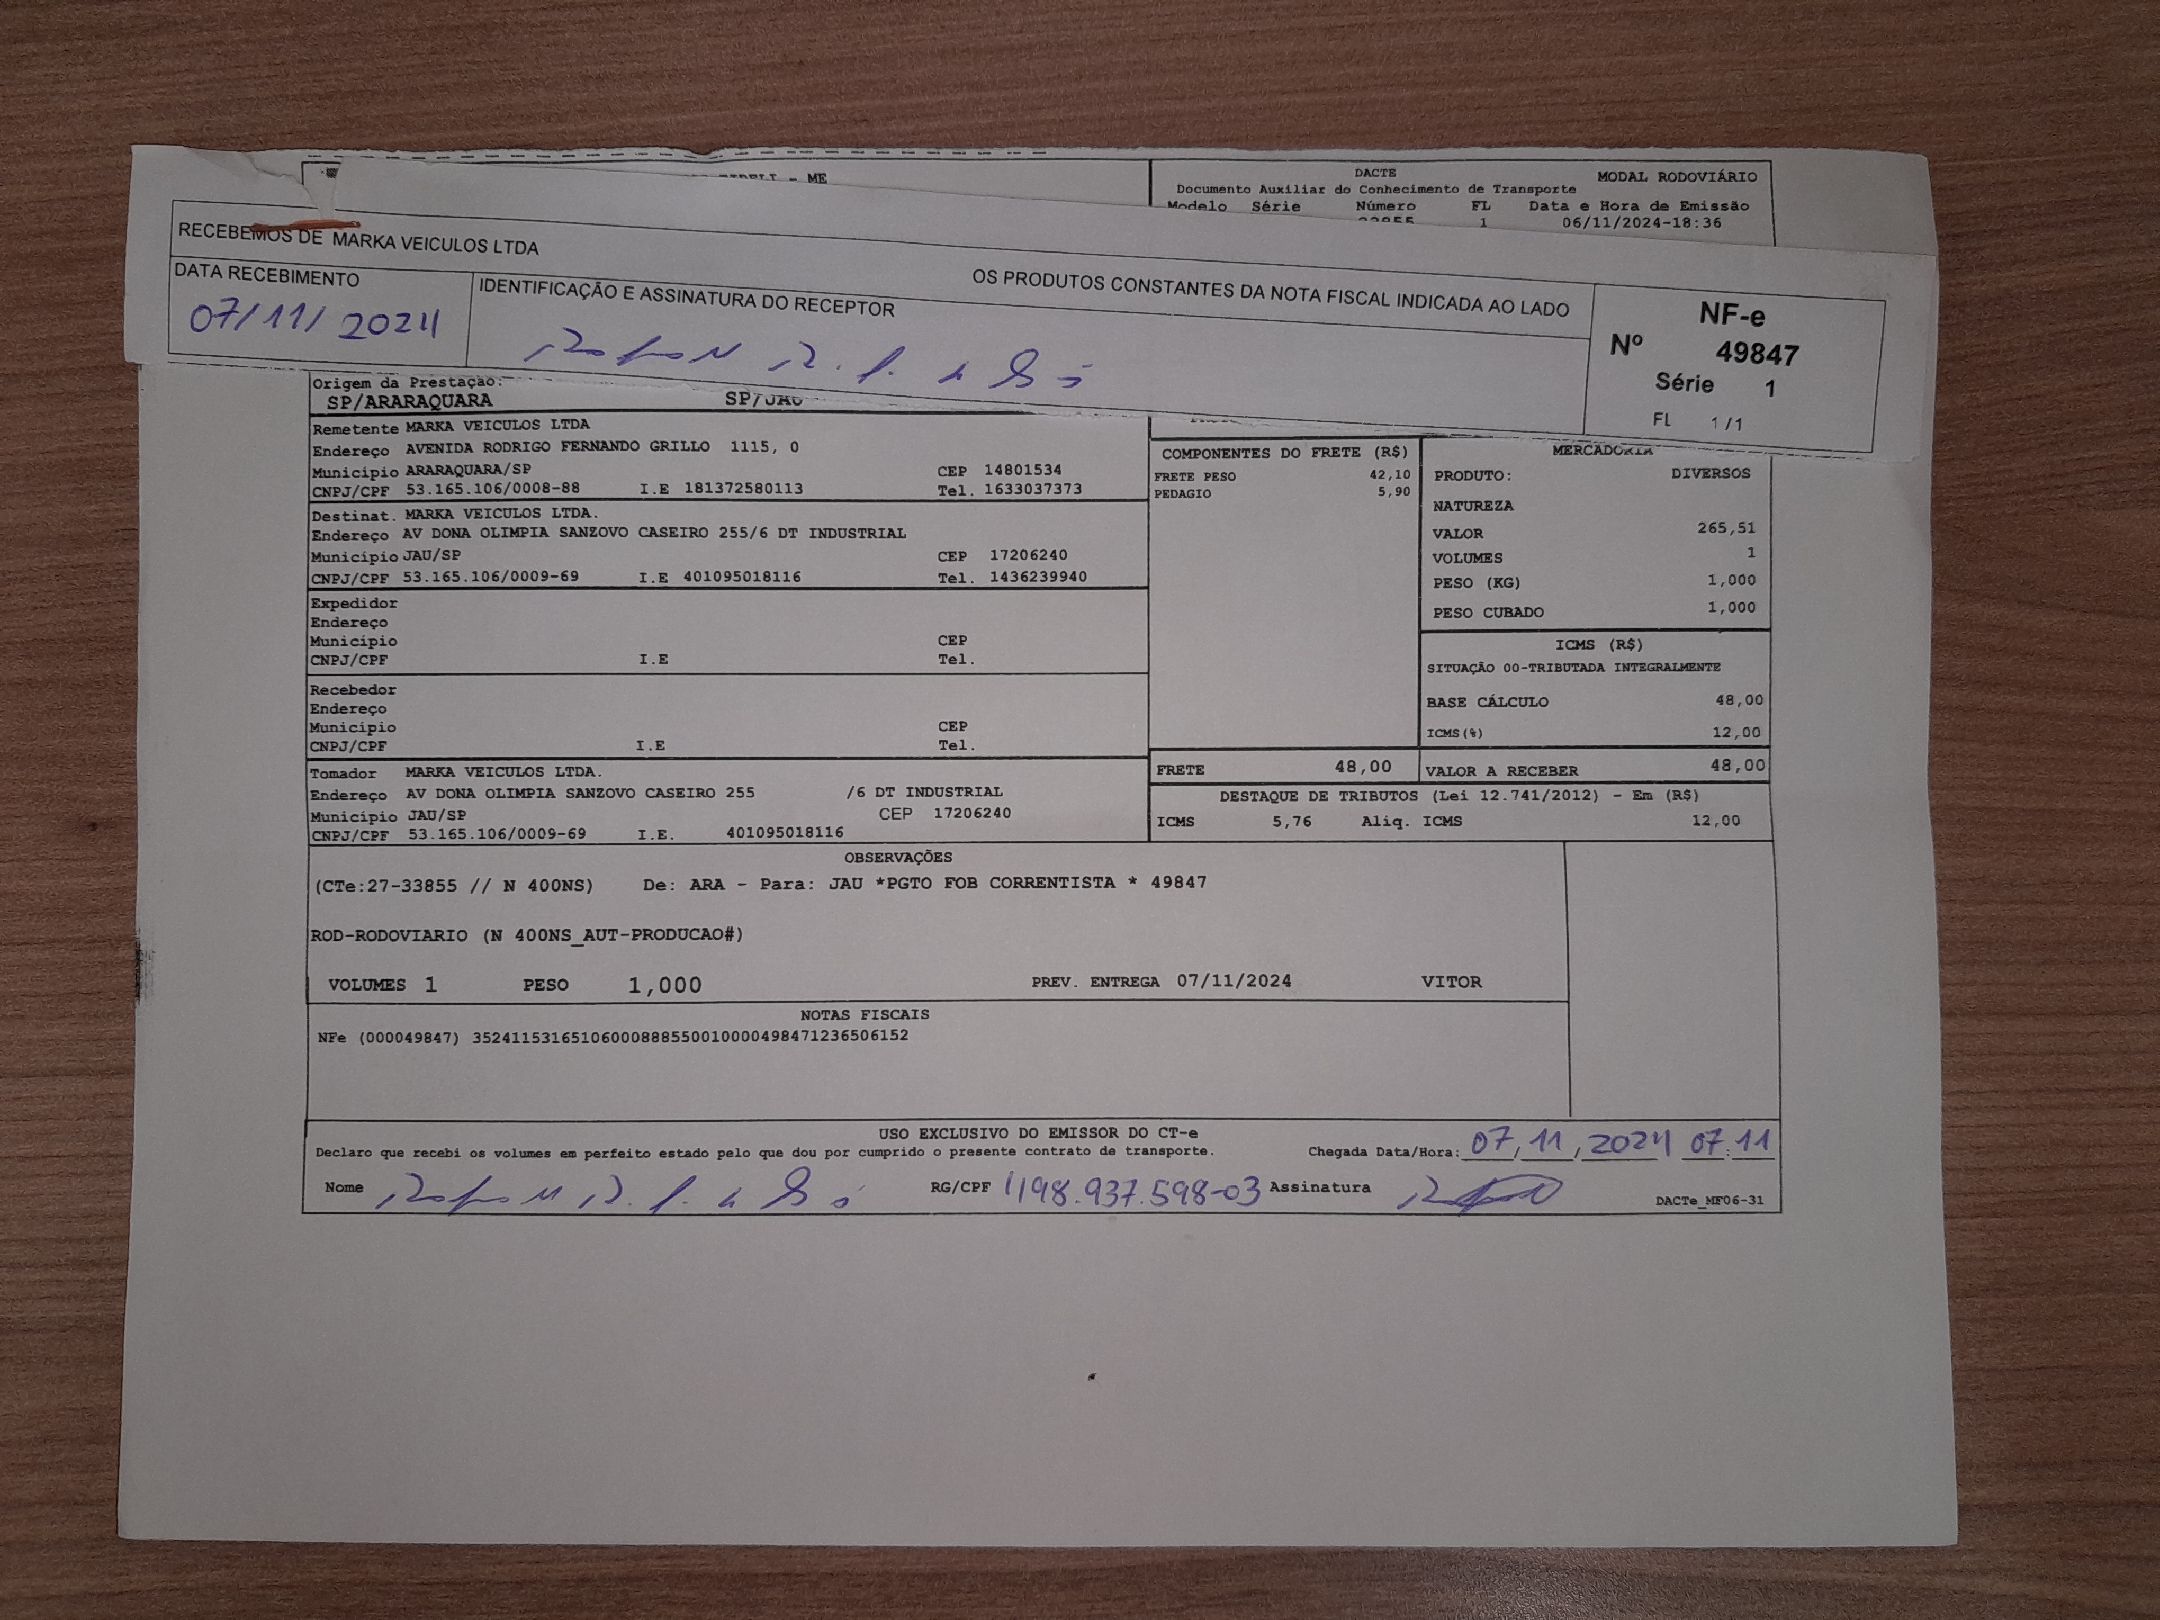 - ME
DACTE
MODAL RODOVIÁRIO
Documento Auxiliar do Conhecimento de Transporte
Modelo Série Número FL Data e Hora de Emissão
1 06/11/2024-18:36
RECEBEMOS DE MARKA VEICULOS LTDA
OS PRODUTOS CONSTANTES DA NOTA FISCAL INDICADA AO LADO
DATA RECEBIMENTO
07/11/2024
IDENTIFICAÇÃO E ASSINATURA DO RECEPTOR
NF-e
Nº 49847
Série 1
FL 1/1
Origem da Prestação:
SP/ARARAQUARA SP/JAU
Remetente MARKA VEICULOS LTDA
Endereço AVENIDA RODRIGO FERNANDO GRILLO 1115, 0
Município ARARAQUARA/SP CEP 14801534
CNPJ/CPF 53.165.106/0008-88 I.E 181372580113 Tel. 1633037373
Destinat. MARKA VEICULOS LTDA.
Endereço AV DONA OLIMPIA SANZOVO CASEIRO 255/6 DT INDUSTRIAL
Município JAU/SP CEP 17206240
CNPJ/CPF 53.165.106/0009-69 I.E 401095018116 Tel. 1436239940
Expedidor
Endereço
Município CEP
CNPJ/CPF I.E Tel.
Recebedor
Endereço
Município CEP
CNPJ/CPF I.E Tel.
Tomador MARKA VEICULOS LTDA.
Endereço AV DONA OLIMPIA SANZOVO CASEIRO 255 /6 DT INDUSTRIAL
Município JAU/SP CEP 17206240
CNPJ/CPF 53.165.106/0009-69 I.E. 401095018116
COMPONENTES DO FRETE (R$)
FRETE PESO 42,10
PEDAGIO 5,90
MERCADORIA
PRODUTO: DIVERSOS
NATUREZA
VALOR 265,51
VOLUMES 1
PESO (KG) 1,000
PESO CUBADO 1,000
ICMS (R$)
SITUAÇÃO 00-TRIBUTADA INTEGRALMENTE
BASE CÁLCULO 48,00
ICMS(%) 12,00
FRETE 48,00 VALOR A RECEBER 48,00
DESTAQUE DE TRIBUTOS (Lei 12.741/2012) - Em (R$)
ICMS 5,76 Aliq. ICMS 12,00
OBSERVAÇÕES
(CTe:27-33855 // N 400NS) De: ARA - Para: JAU *PGTO FOB CORRENTISTA * 49847
ROD-RODOVIARIO (N 400NS_AUT-PRODUCAO#)
VOLUMES 1 PESO 1,000 PREV. ENTREGA 07/11/2024 VITOR
NOTAS FISCAIS
NFe (000049847) 35241153165106000888550010000498471236506152
USO EXCLUSIVO DO EMISSOR DO CT-e
Declaro que recebi os volumes em perfeito estado pelo que dou por cumprido o presente contrato de transporte. Chegada Data/Hora: 07/11/2024 07:11
Nome RG/CPF 198.937.598-03 Assinatura
DACTe_MF06-31